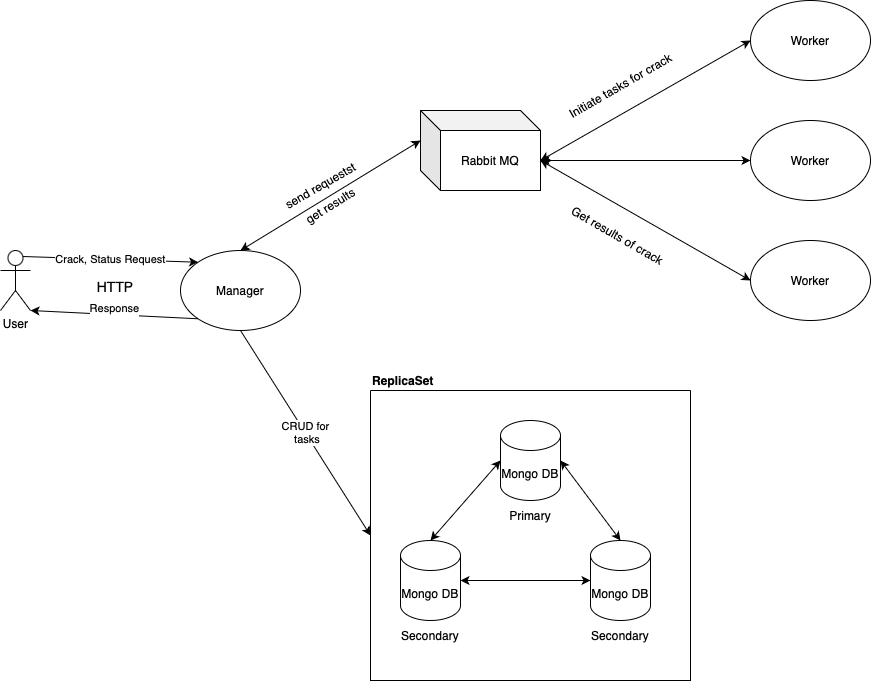 Worker
Initiate tasks for crack
Rabbit MQ
Worker
send requestst
get results
Get results of crack
Crack, Status Request
HTTP
Manager
Worker
Response
User
ReplicaSet
CRUD for
tasks
Mongo DB
Primary
Mongo DB
Mongo DB
Secondary
Secondary